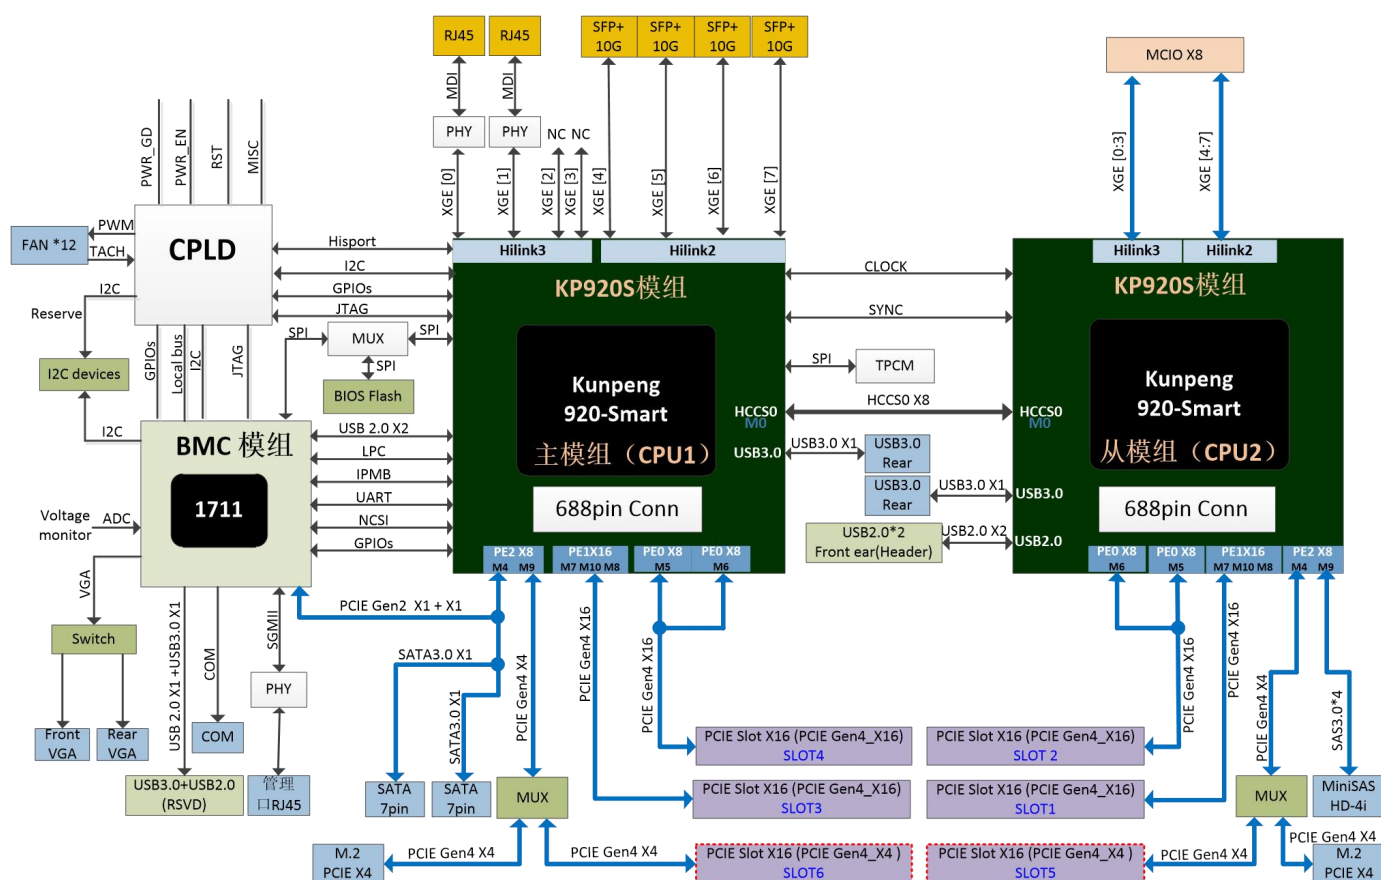 RJ45
RJ45
SFP+
10G
SFP+
10G
SFP+
10G
SFP+
10G
MCIO X8
MDI
MDI
PHY
PHY
NC
NC
XGE [0]
XGE [1]
XGE [2]
XGE [3]
XGE [4]
XGE [5]
XGE [6]
XGE [7]
XGE [0:3]
XGE [4:7]
PWR_GD
PWR_EN
RST
MISC
CPLD
FAN *12
PWM
TACH
I2C
Reserve
I2C devices
I2C
Hisport
I2C
GPIOs
JTAG
SPI
MUX
SPI
SPI
BIOS Flash
GPIOs
Local bus
I2C
JTAG
Hilink3
Hilink2
KP920S模组
Kunpeng
920-Smart
主模组（CPU1）
688pin Conn
HCCS0
M0
USB3.0
PE2 X8
M4 M9
PE1X16
M7 M10 M8
PE0 X8
M5
PE0 X8
M6
CLOCK
SYNC
SPI
TPCM
HCCS0 X8
USB3.0 X1
USB3.0
Rear
USB3.0
Rear
USB3.0 X1
USB2.0*2
Front ear(Header)
USB2.0 X2
Hilink3
Hilink2
KP920S模组
Kunpeng
920-Smart
从模组（CPU2）
688pin Conn
HCCS0
M0
USB3.0
USB2.0
PE0 X8
M6
PE0 X8
M5
PE1X16
M7 M10 M8
PE2 X8
M4 M9
BMC 模组
1711
USB 2.0 X2
LPC
IPMB
UART
NCSI
GPIOs
Voltage
monitor
ADC
VGA
Switch
Front
VGA
Rear
VGA
USB 2.0 X1 +USB3.0 X1
USB3.0+USB2.0
(RSVD)
COM
COM
SGMII
PHY
管理
口RJ45
PCIE Gen2  X1 + X1
SATA3.0 X1
SATA3.0 X1
SATA
7pin
SATA
7pin
PCIE Gen4 X4
MUX
M.2
PCIE X4
PCIE Gen4 X4
PCIE Gen4 X4
PCIE Gen4 X16
PCIE Gen4 X16
PCIE Slot X16 (PCIE Gen4_X16)
SLOT4
PCIE Slot X16 (PCIE Gen4_X16)
SLOT3
PCIE Slot X16 (PCIE Gen4_X4 )
SLOT6
PCIE Slot X16 (PCIE Gen4_X16)
SLOT 2
PCIE Slot X16 (PCIE Gen4_X16)
SLOT1
PCIE Slot X16 (PCIE Gen4_X4 )
SLOT5
PCIE Gen4 X16
PCIE Gen4 X16
PCIE Gen4 X4
SAS3.0*4
MUX
MiniSAS
HD-4i
PCIE Gen4 X4
PCIE Gen4 X4
M.2
PCIE X4